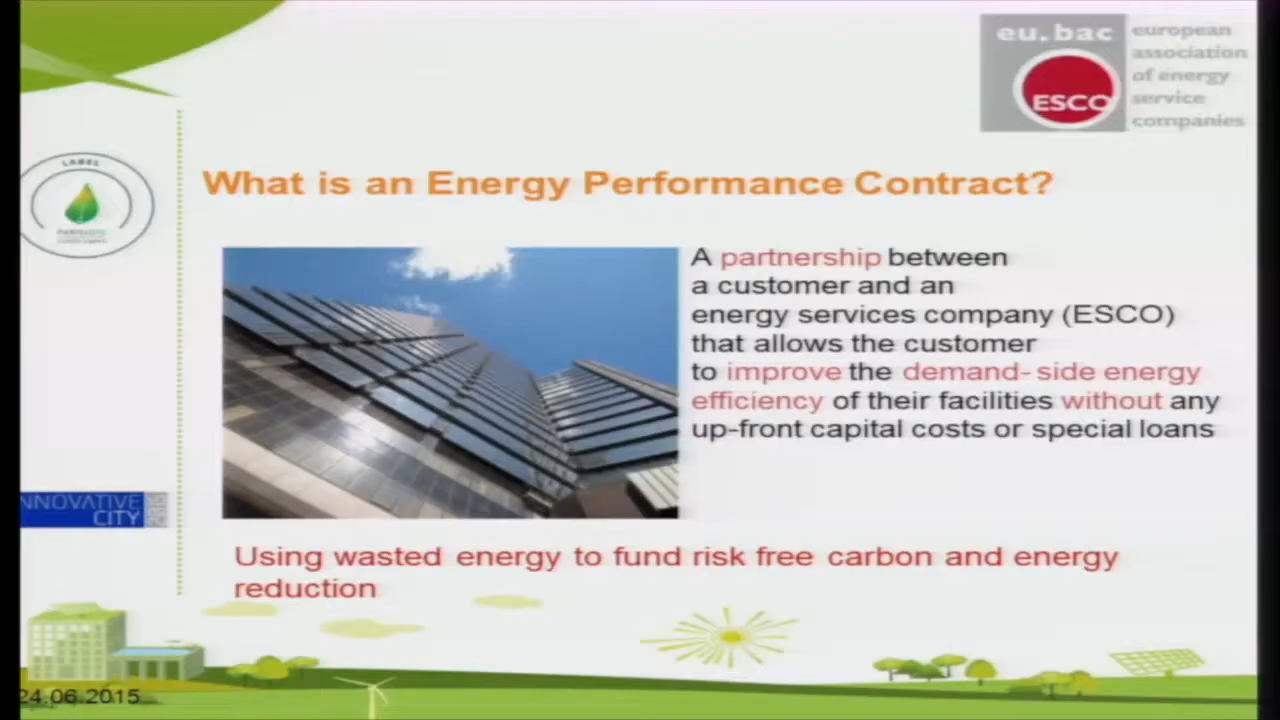 eu.bac
ESCO
european
association
of energy
service
companies
LABEL
What is an Energy Performance Contract?
A partnership between
a customer and an
energy services company (ESCO)
that allows the customer
to improve the demand- side energy
efficiency of their facilities without any
up-front capital costs or special loans
NNOVATIVE
CITY
Using wasted energy to fund risk free carbon and energy
reduction
24.06.2015